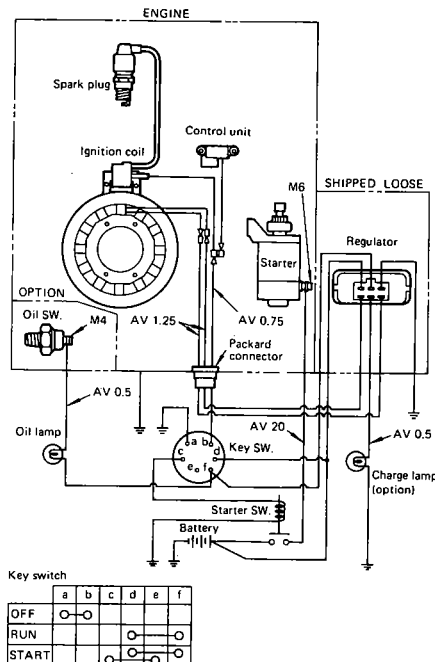 ENGINE
Spark plug
Control unit
Ignition coil
M6
SHIPPED LOOSE
Regulator
Starter
OPTION
Oil SW.
M4
AV 1.25
AV 0.75
Packard
connector
AV 0.5
AV 20
AV 0.5
Oil lamp
a b
c d
e f
Key SW.
Charge lamp
(option)
Starter SW.
Battery
Key switch
a b c d e f
OFF
RUN
START